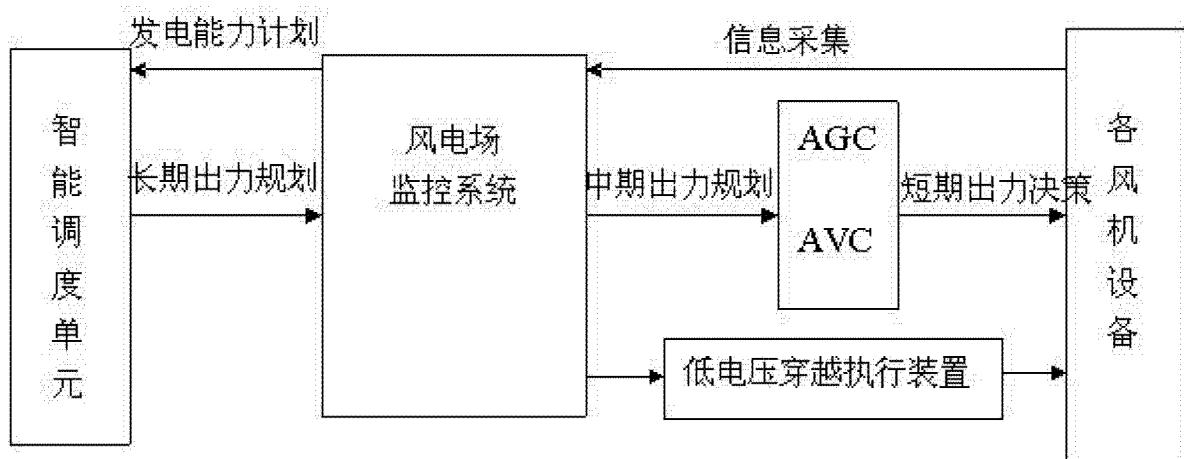 发电能力计划
信息采集
智能调度单元
长期出力规划
风电场
监控系统
中期出力规划
AGC
AVC
短期出力决策
各风机设备
低电压穿越执行装置